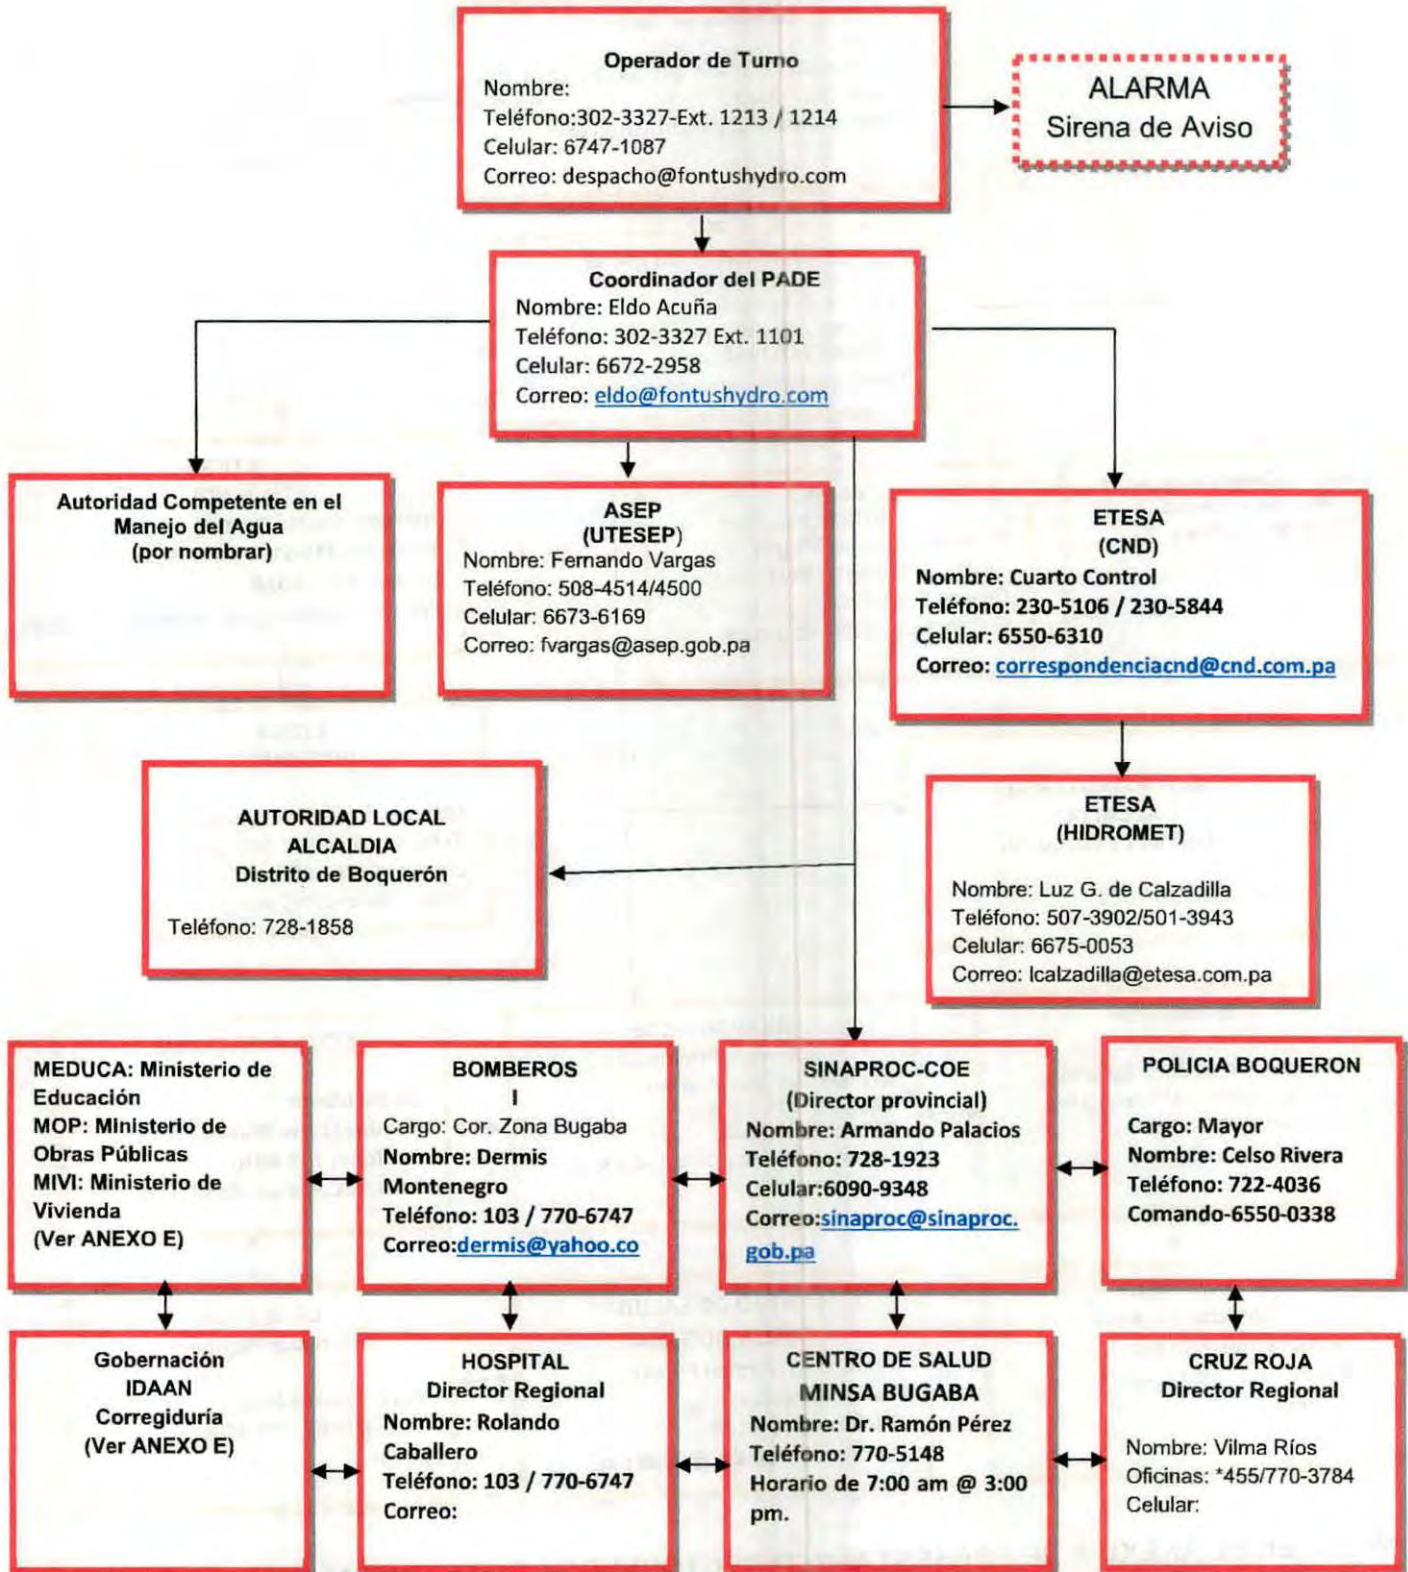 Operador de Turno
Nombre:
Teléfono:302-3327-Ext. 1213 / 1214
Celular: 6747-1087
Correo: despacho@fontushydro.com
ALARMA
Sirena de Aviso
Coordinador del PADE
Nombre: Eldo Acuña
Teléfono: 302-3327 Ext. 1101
Celular: 6672-2958
Correo: eldo@fontushydro.com
Autoridad Competente en el
Manejo del Agua
(por nombrar)
ASEP
(UTESEP)
Nombre: Fernando Vargas
Teléfono: 508-4514/4500
Celular: 6673-6169
Correo: fvargas@asep.gob.pa
ETESA
(CND)
Nombre: Cuarto Control
Teléfono: 230-5106 / 230-5844
Celular: 6550-6310
Correo: correspondenciacnd@cnd.com.pa
AUTORIDAD LOCAL
ALCALDIA
Distrito de Boquerón
Teléfono: 728-1858
ETESA
(HIDROMET)
Nombre: Luz G. de Calzadilla
Teléfono: 507-3902/501-3943
Celular: 6675-0053
Correo: lcalzadilla@etesa.com.pa
MEDUCA: Ministerio de
Educación
MOP: Ministerio de
Obras Públicas
MIVI: Ministerio de
Vivienda
(Ver ANEXO E)
BOMBEROS
I
Cargo: Cor. Zona Bugaba
Nombre: Dermis
Montenegro
Teléfono: 103 / 770-6747
Correo:dermis@yahoo.co
SINAPROC-COE
(Director provincial)
Nombre: Armando Palacios
Teléfono: 728-1923
Celular:6090-9348
Correo:sinaproc@sinaproc.
gob.pa
POLICIA BOQUERON
Cargo: Mayor
Nombre: Celso Rivera
Teléfono: 722-4036
Comando-6550-0338
Gobernación
IDAAN
Corregiduría
(Ver ANEXO E)
HOSPITAL
Director Regional
Nombre: Rolando
Caballero
Teléfono: 103 / 770-6747
Correo:
CENTRO DE SALUD
MINSA BUGABA
Nombre: Dr. Ramón Pérez
Teléfono: 770-5148
Horario de 7:00 am @ 3:00
pm.
CRUZ ROJA
Director Regional
Nombre: Vilma Ríos
Oficinas: *455/770-3784
Celular: